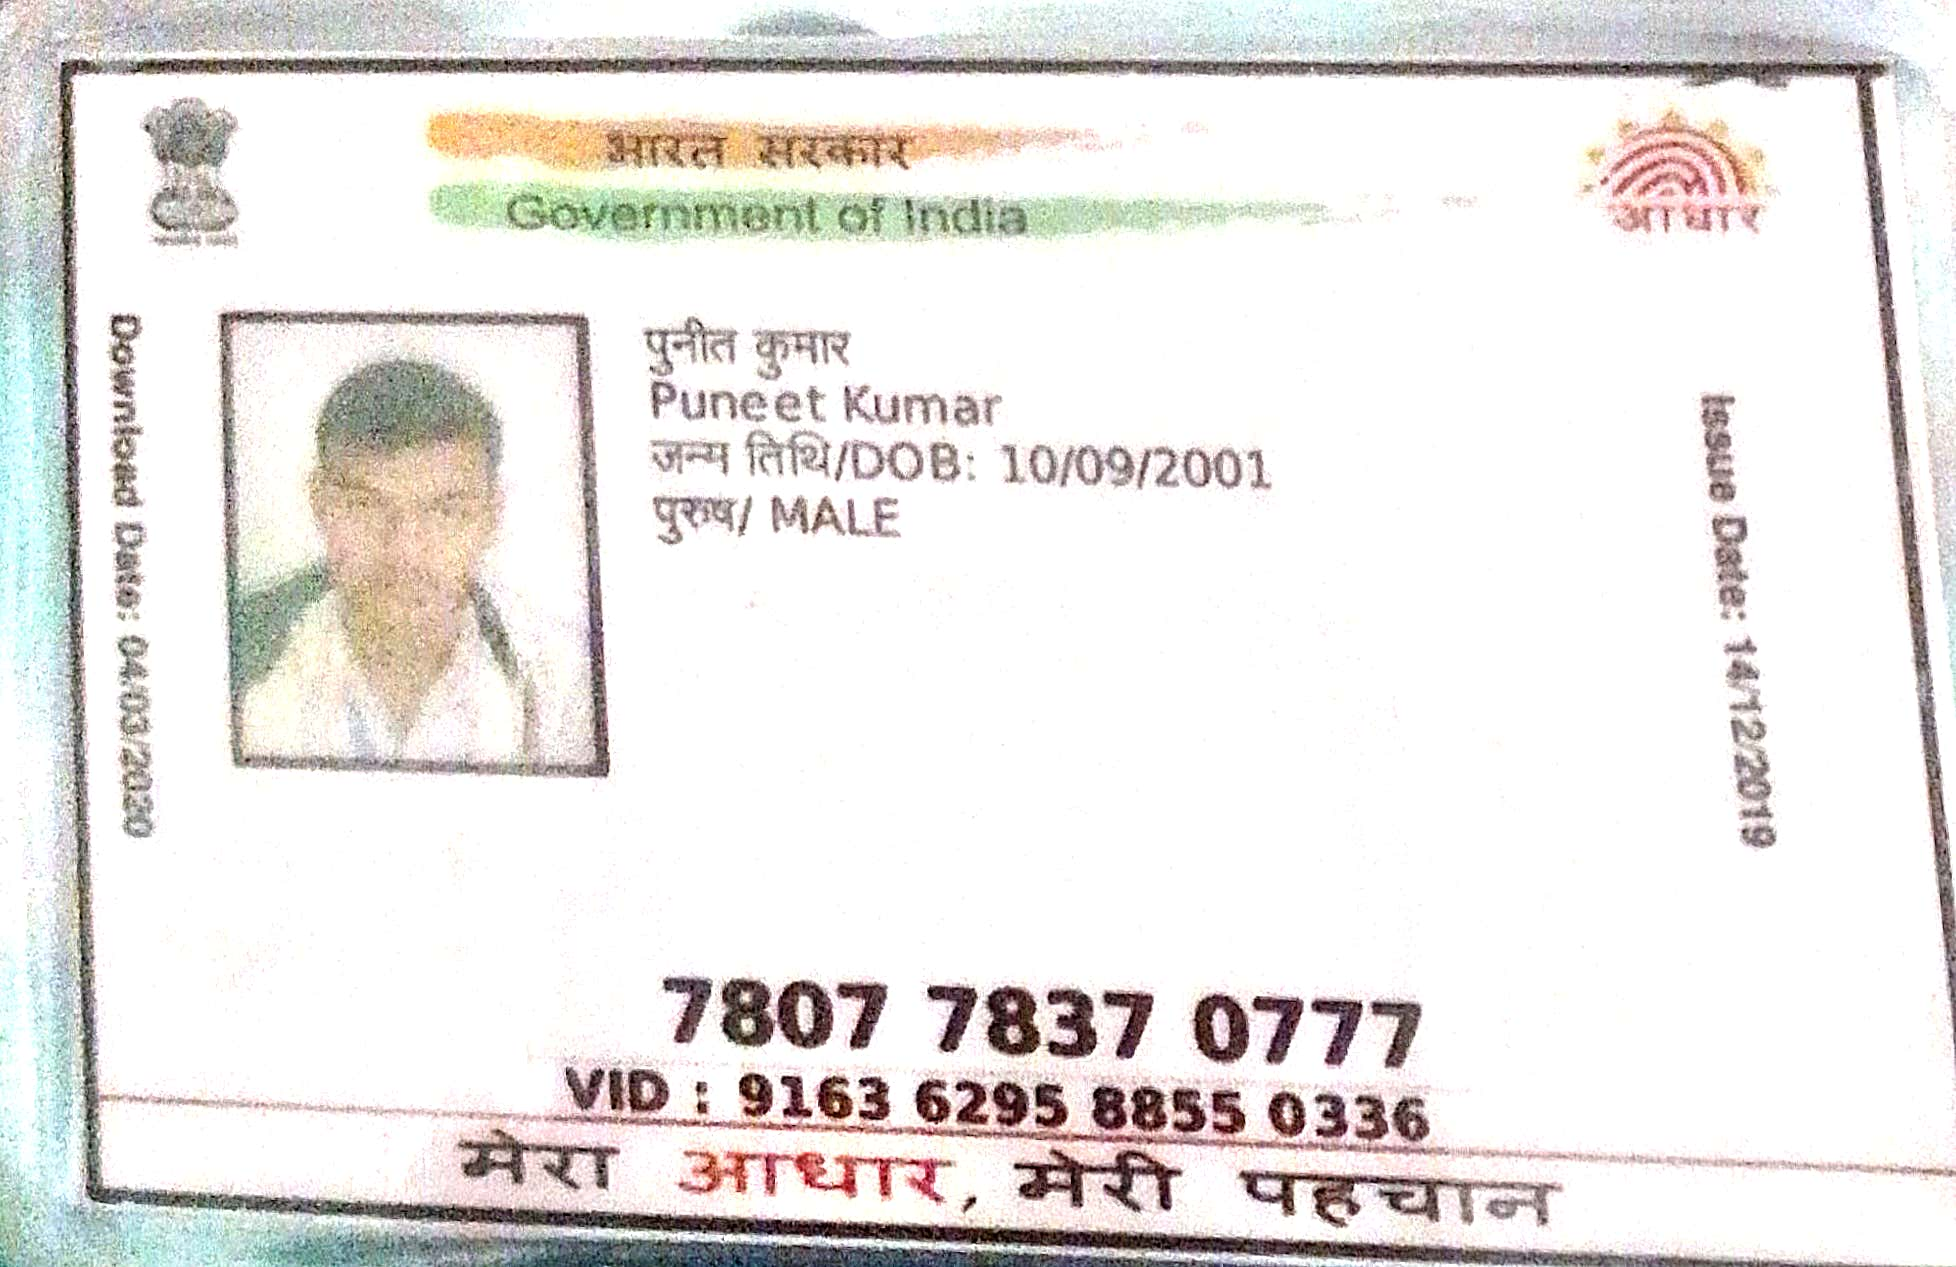 भारत सरकार
Government of India
आधार
Download Date: 04/03/2020
पुनीत कुमार
Puneet Kumar
जन्म तिथि/DOB: 10/09/2001
पुरुष/ MALE
Issue Date: 14/12/2019
7807 7837 0777
VID : 9163 6295 8855 0336
मेरा आधार, मेरी पहचान